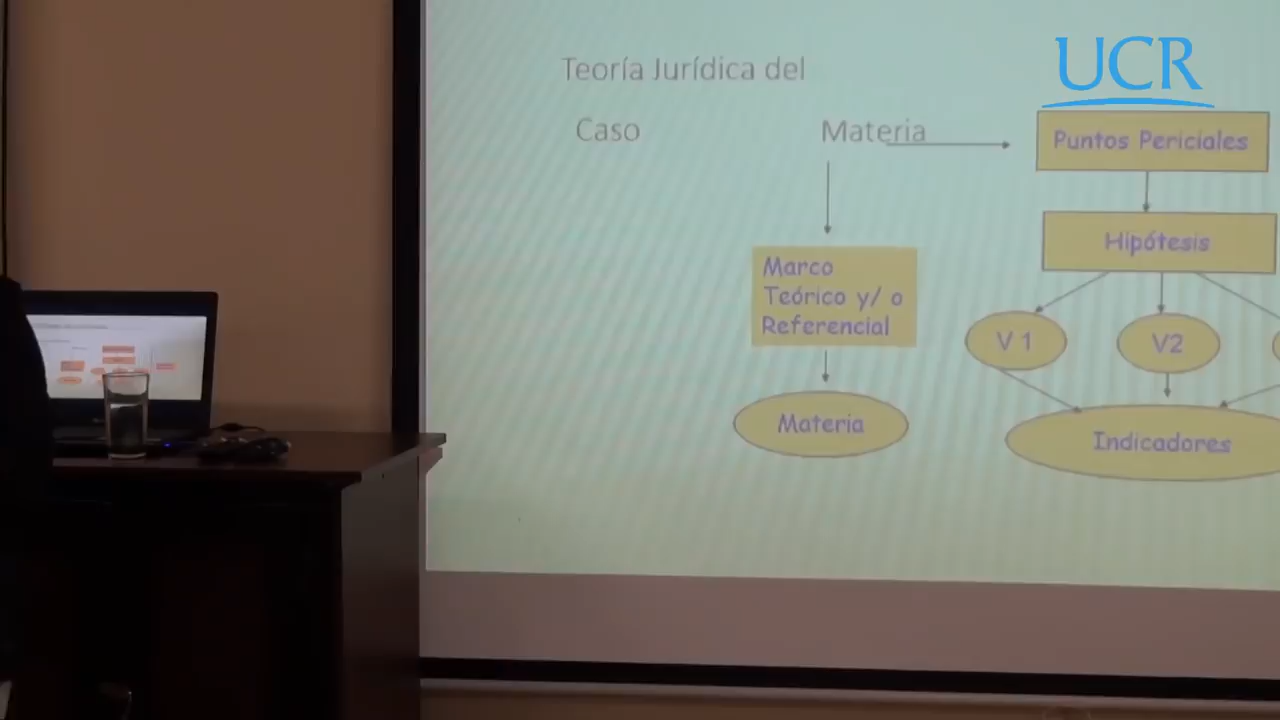 UCR
Teoría Jurídica del
Caso
Materia
Puntos Periciales
Hipótesis
Marco
Teórico y/ o
Referencial
V 1
V2
Materia
Indicadores